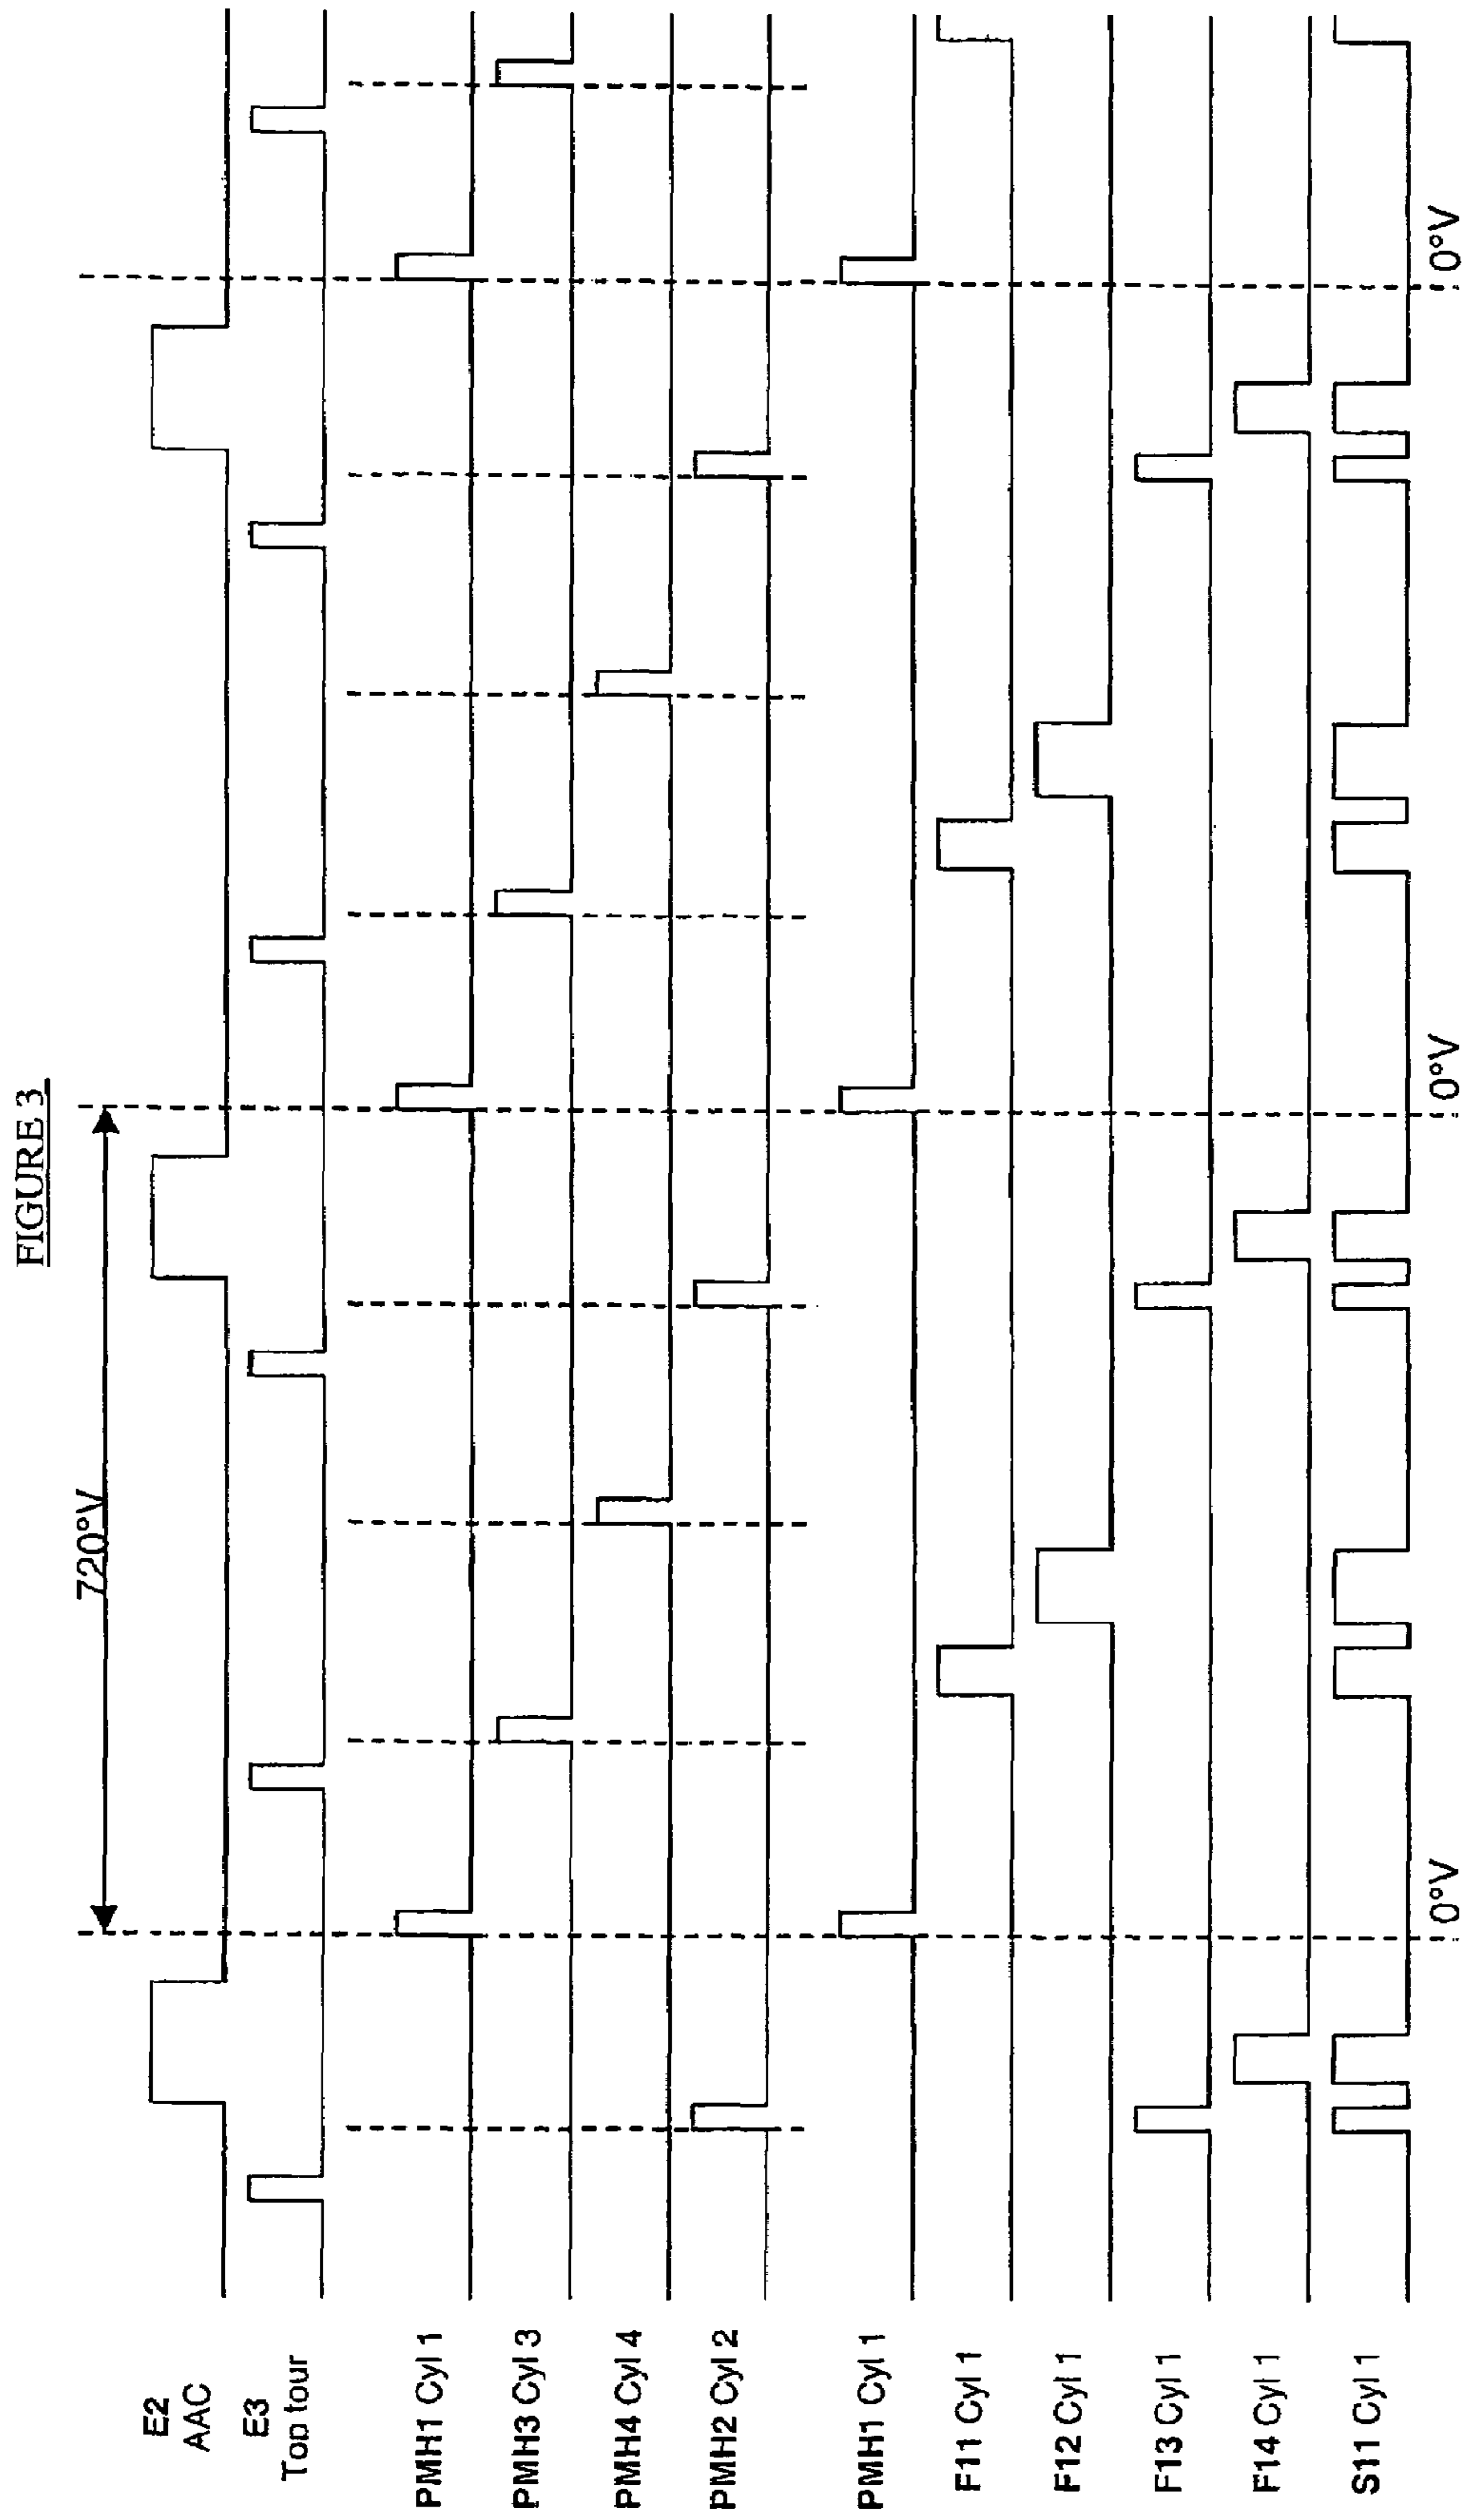 FIGURE 3
720°V
E2
AAC
E3
Top tour
PMH1 Cyl 1
PMH3 Cyl 3
PMH4 Cyl 4
PMH2 Cyl 2
PMH1 Cyl 1
F11 Cyl 1
F12 Cyl 1
F13 Cyl 1
F14 Cyl 1
S11 Cyl 1
0°V
0°V
0°V